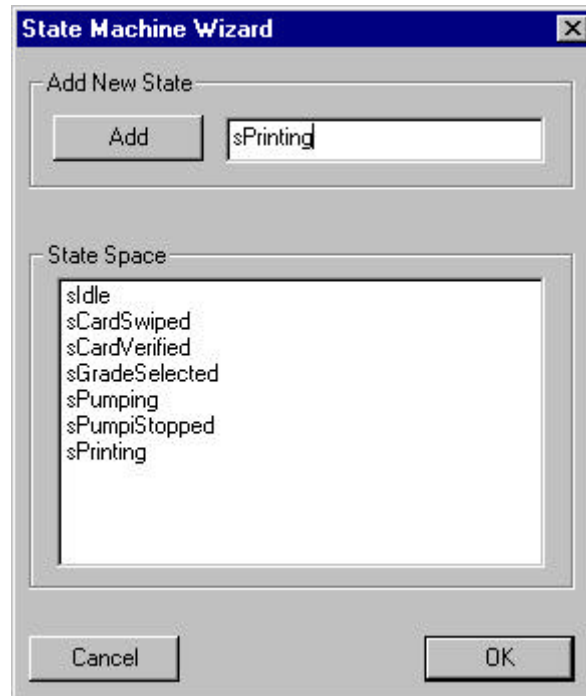 State Machine Wizard
Add New State
Add
sPrinting
State Space
sIdle
sCardSwiped
sCardVerified
sGradeSelected
sPumping
sPumpiStopped
sPrinting
Cancel
OK